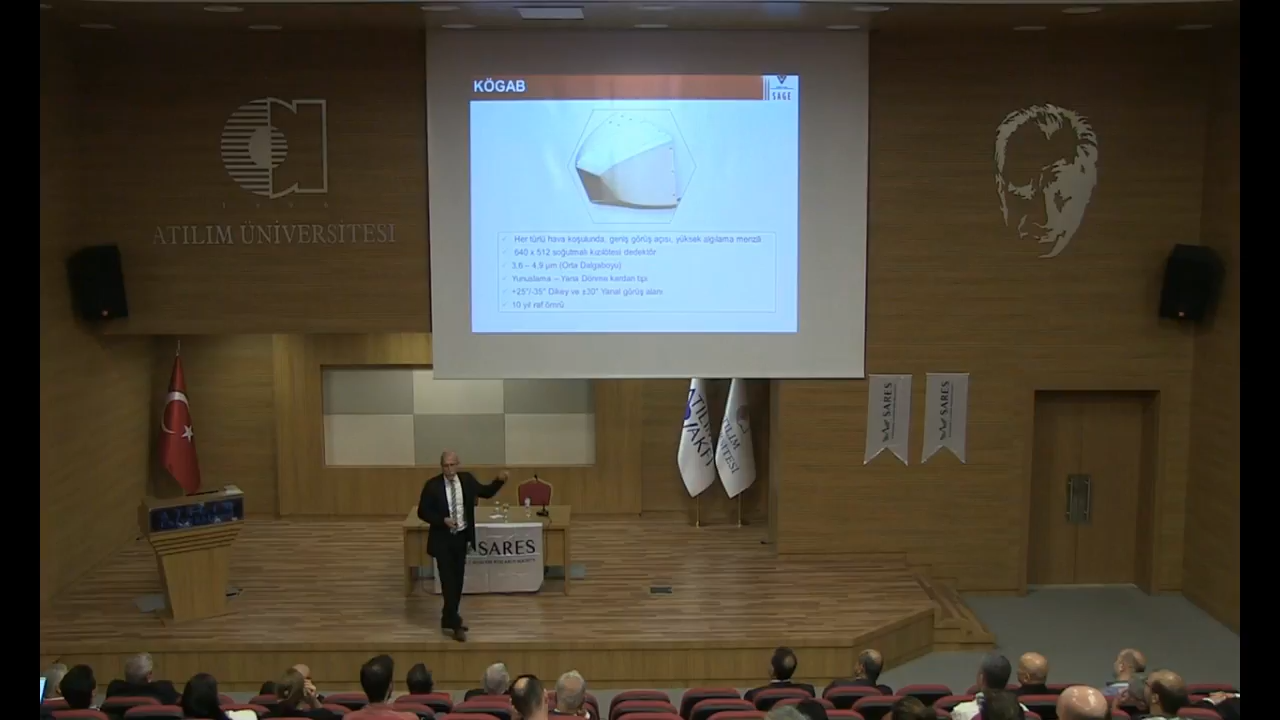 KÖGAB
SAGE
Her türlü hava koşulunda, geniş görüş açısı, yüksek algılama menzili
640 x 512 soğutmalı kızılötesi dedektör
3,6 – 4,9 µm (Orta Dalgaboyu)
Yunuslama – Yana Dönme kardan tipi
+25°/-35° Dikey ve ±30° Yanal görüş alanı
10 yıl raf ömrü
ATILIM ÜNİVERSİTESİ
SARES
SARES
ATILIM
VAKFI
SARES